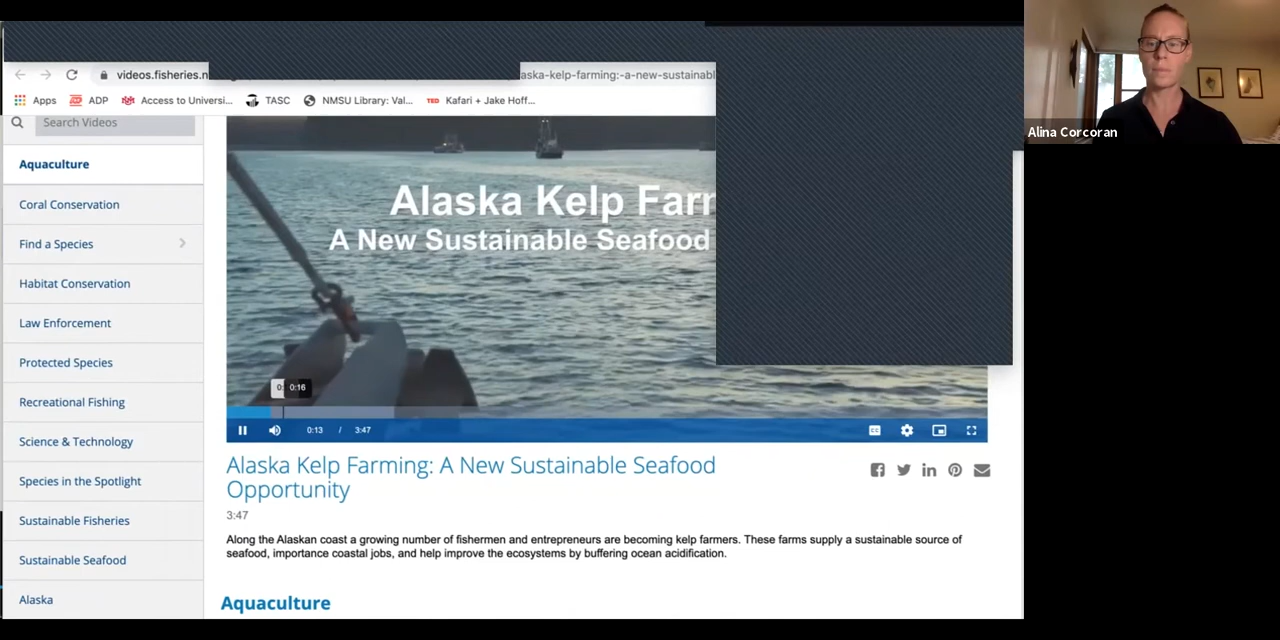 videos.fisheries.n
aska-kelp-farming:-a-new-sustainabl
Apps
ADP
Access to Universi...
TASC
NMSU Library: Val...
TED
Kafari + Jake Hoff...
Alina Corcoran
Search Videos
Aquaculture
Coral Conservation
Find a Species
Habitat Conservation
Law Enforcement
Protected Species
Recreational Fishing
Science & Technology
Species in the Spotlight
Sustainable Fisheries
Sustainable Seafood
Alaska
Alaska Kelp Farm
A New Sustainable Seafood
0:16
0:13 / 3:47
CC
Alaska Kelp Farming: A New Sustainable Seafood
Opportunity
3:47
Along the Alaskan coast a growing number of fishermen and entrepreneurs are becoming kelp farmers. These farms supply a sustainable source of
seafood, importance coastal jobs, and help improve the ecosystems by buffering ocean acidification.
Aquaculture